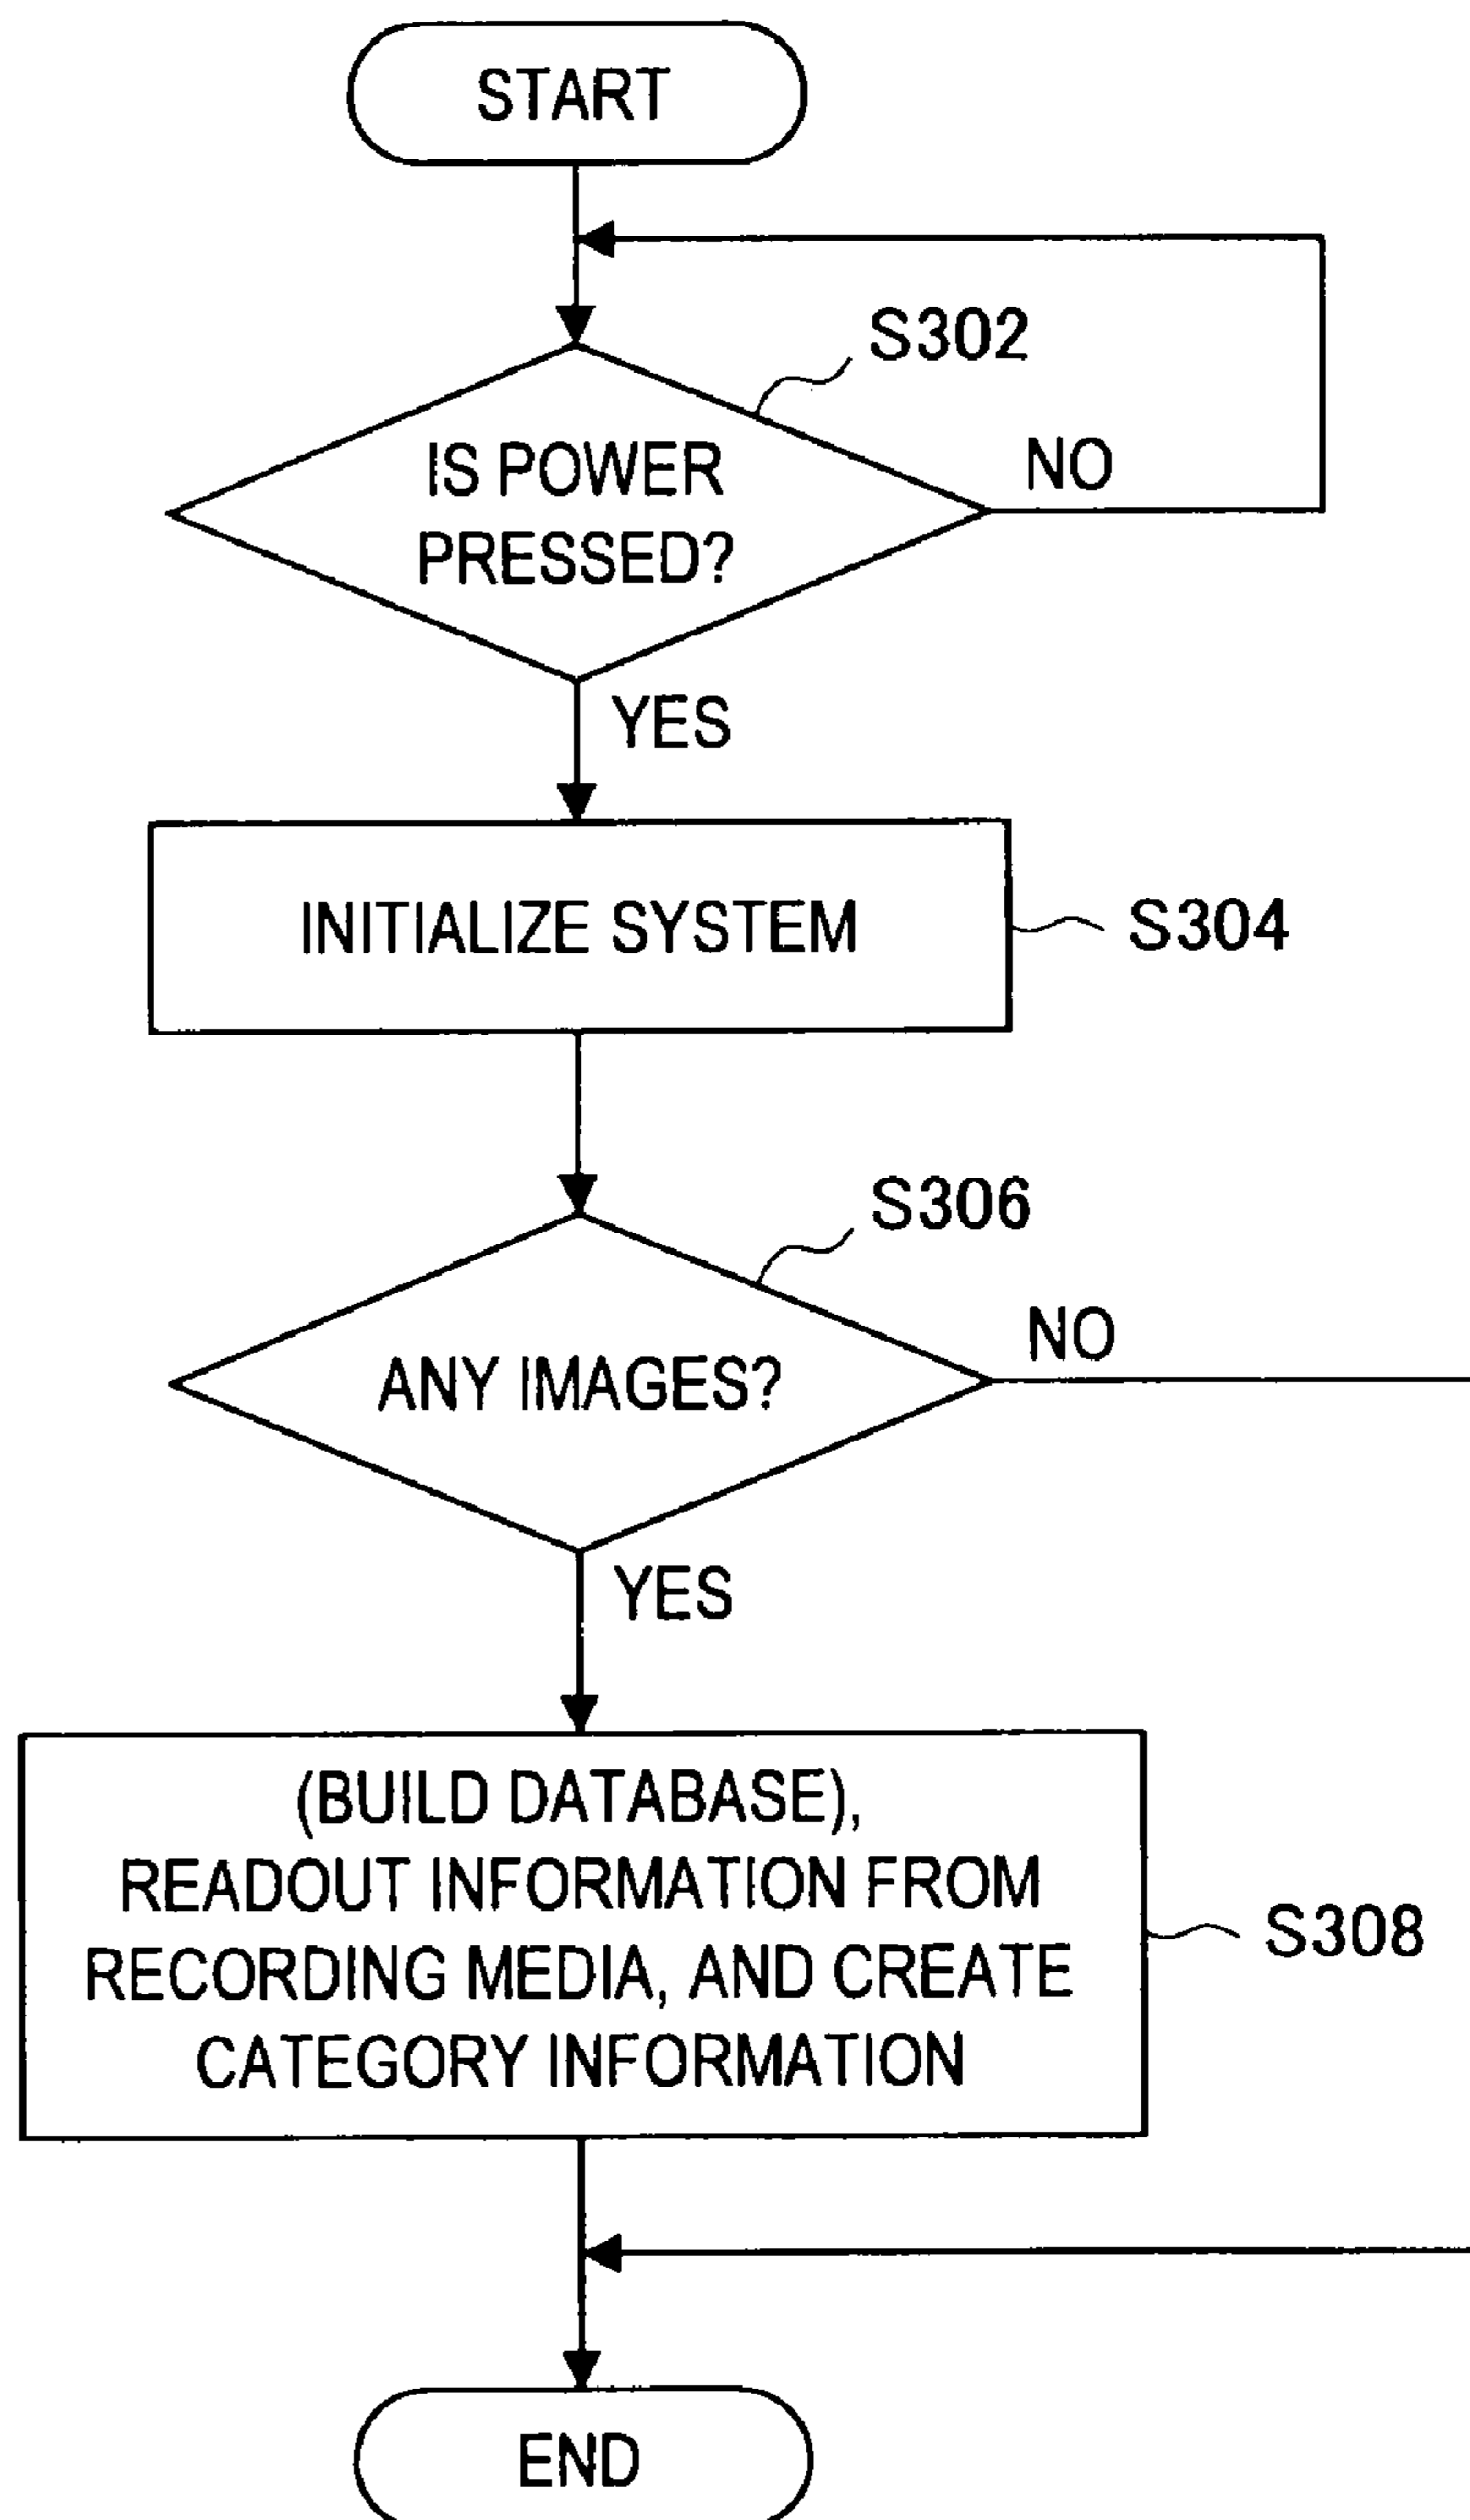 START
S302
IS POWER
PRESSED?
NO
YES
INITIALIZE SYSTEM
S304
S306
ANY IMAGES?
NO
YES
(BUILD DATABASE),
READOUT INFORMATION FROM
RECORDING MEDIA, AND CREATE
CATEGORY INFORMATION
S308
END